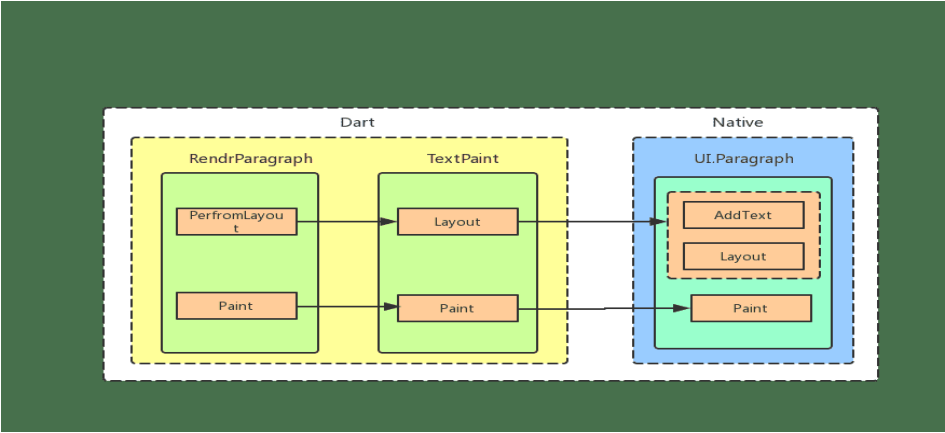 Dart
Native
RendrParagraph
TextPaint
UI.Paragraph
PerfromLayou
t
Layout
AddText
Layout
Paint
Paint
Paint